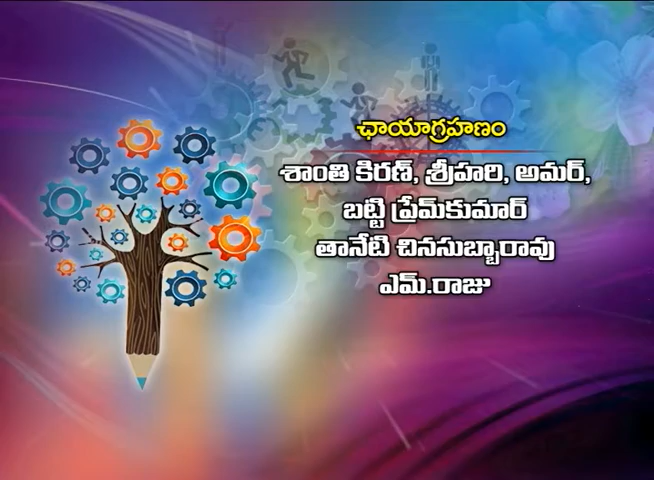 ఛాయాగ్రహణం
శాంతి కిరణ్, శ్రీహరి, అమర్,
బట్టి ప్రేమ్‌కుమార్
తానేటి చినసుబ్బారావు
ఎమ్.రాజు